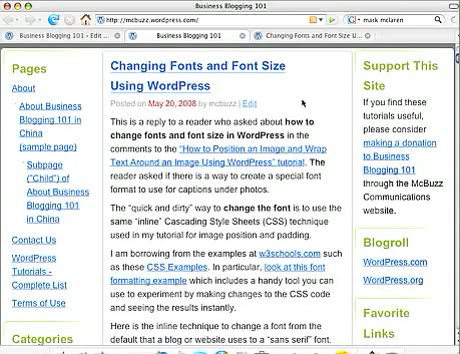 Business Blogging 101
http://mcbuzz.wordpress.com/
mark mclaren
Business Blogging 101 - Edit ...
Business Blogging 101
Changing Fonts and Font Size U...
Pages
About
About Business
Blogging 101 in
China
(sample page)
Subpage
("Child") of
About Business
Blogging 101
in China
Contact Us
WordPress
Tutorials -
Complete List
Terms of Use
Categories
Changing Fonts and Font Size
Using WordPress
Posted on May 20, 2008 by mcbuzz | Edit
This is a reply to a reader who asked about how to
change fonts and font size in WordPress in the
comments to the "How to Position an Image and Wrap
Text Around an Image Using WordPress" tutorial. The
reader asked if there is a way to create a special font
format to use for captions under photos.
The "quick and dirty" way to change the font is to use the
same "inline" Cascading Style Sheets (CSS) technique
used in my tutorial for image position and padding.
I am borrowing from the examples at w3schools.com such
as these CSS Examples. In particular, look at this font
formatting example which includes a handy tool you can
use to experiment by making changes to the CSS code
and seeing the results instantly.
Here is the inline technique to change a font from the
default that a blog or website uses to a "sans serif" font.
Support This
Site
If you find these
tutorials useful,
please consider
making a donation
to Business
Blogging 101
through the McBuzz
Communications
website.
Blogroll
WordPress.com
WordPress.org
Favorite
Links